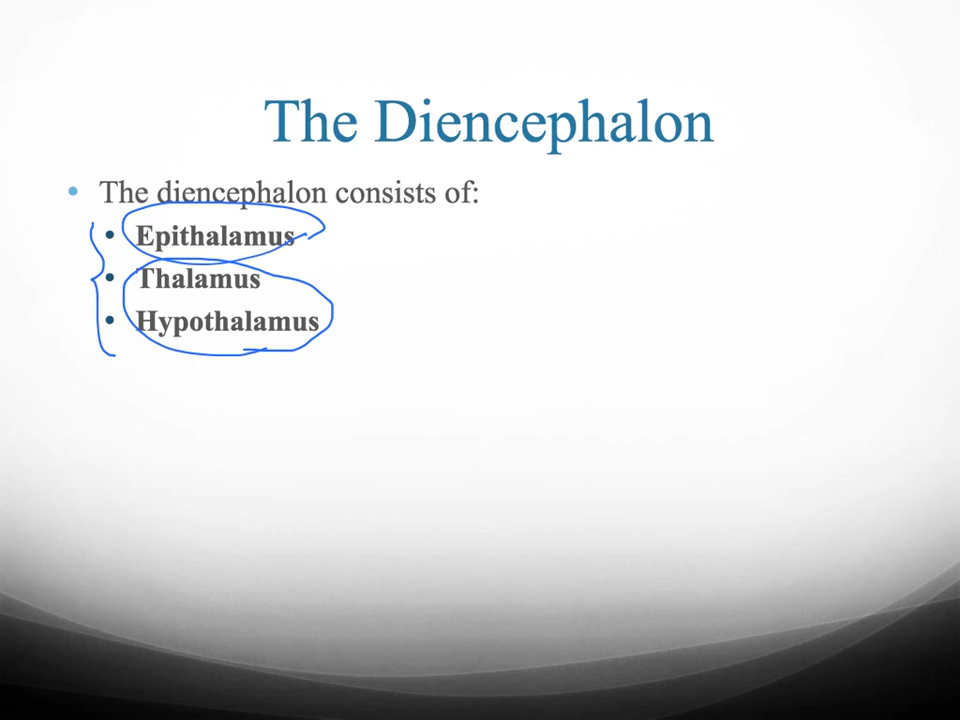 The Diencephalon
• The diencephalon consists of:
• Epithalamus
• Thalamus
• Hypothalamus